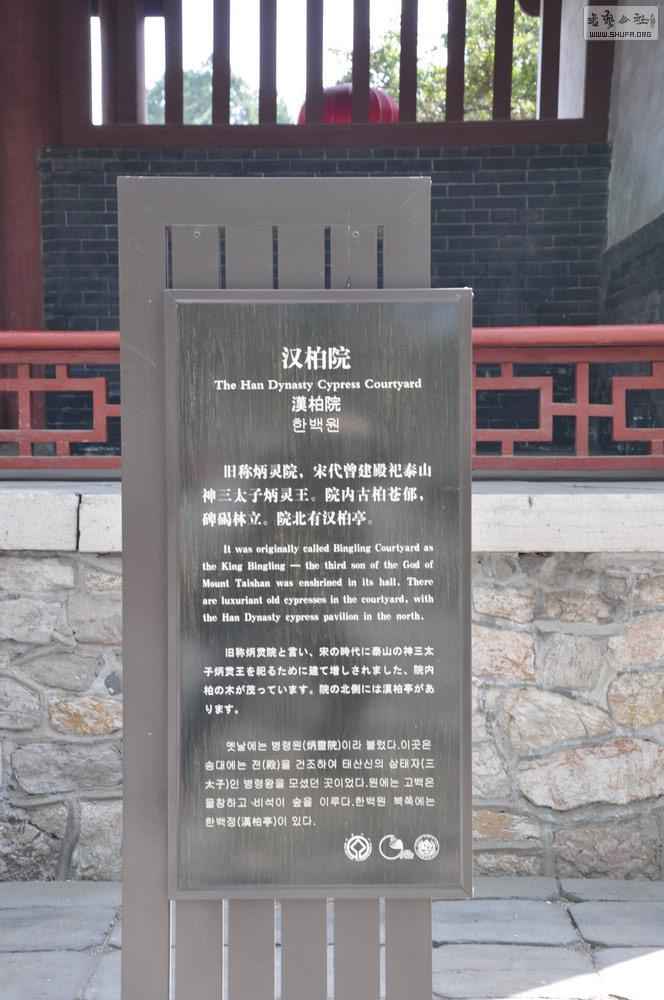 WWW.SHUFA.ORG
汉柏院
The Han Dynasty Cypress Courtyard
漢柏院
한백원
旧称炳灵院，宋代曾建殿祀泰山
神三太子炳灵王。院内古柏苍郁，
碑碣林立。院北有汉柏亭。
It was originally called Bingling Courtyard as
the King Bingling — the third son of the God of
Mount Taishan was enshrined in its hall. There
are luxuriant old cypresses in the courtyard, with
the Han Dynasty cypress pavilion in the north.
旧称炳霊院と言い、宋の時代に泰山の神三太
子炳霊王を祀るために建て増しされました、院内
柏の木が茂っています。院の北側には漢柏亭があ
ります。
옛날에는 병령원(炳靈院)이라 불렀다.이곳은
송대에는 전(殿)을 건조하여 태산신의 삼태자(三
太子)인 병령왕을 모셨던 곳이었다.원에는 고백은
울창하고 비석이 숲을 이루다.한백원 북쪽에는
한백정(漢柏亭)이 있다.